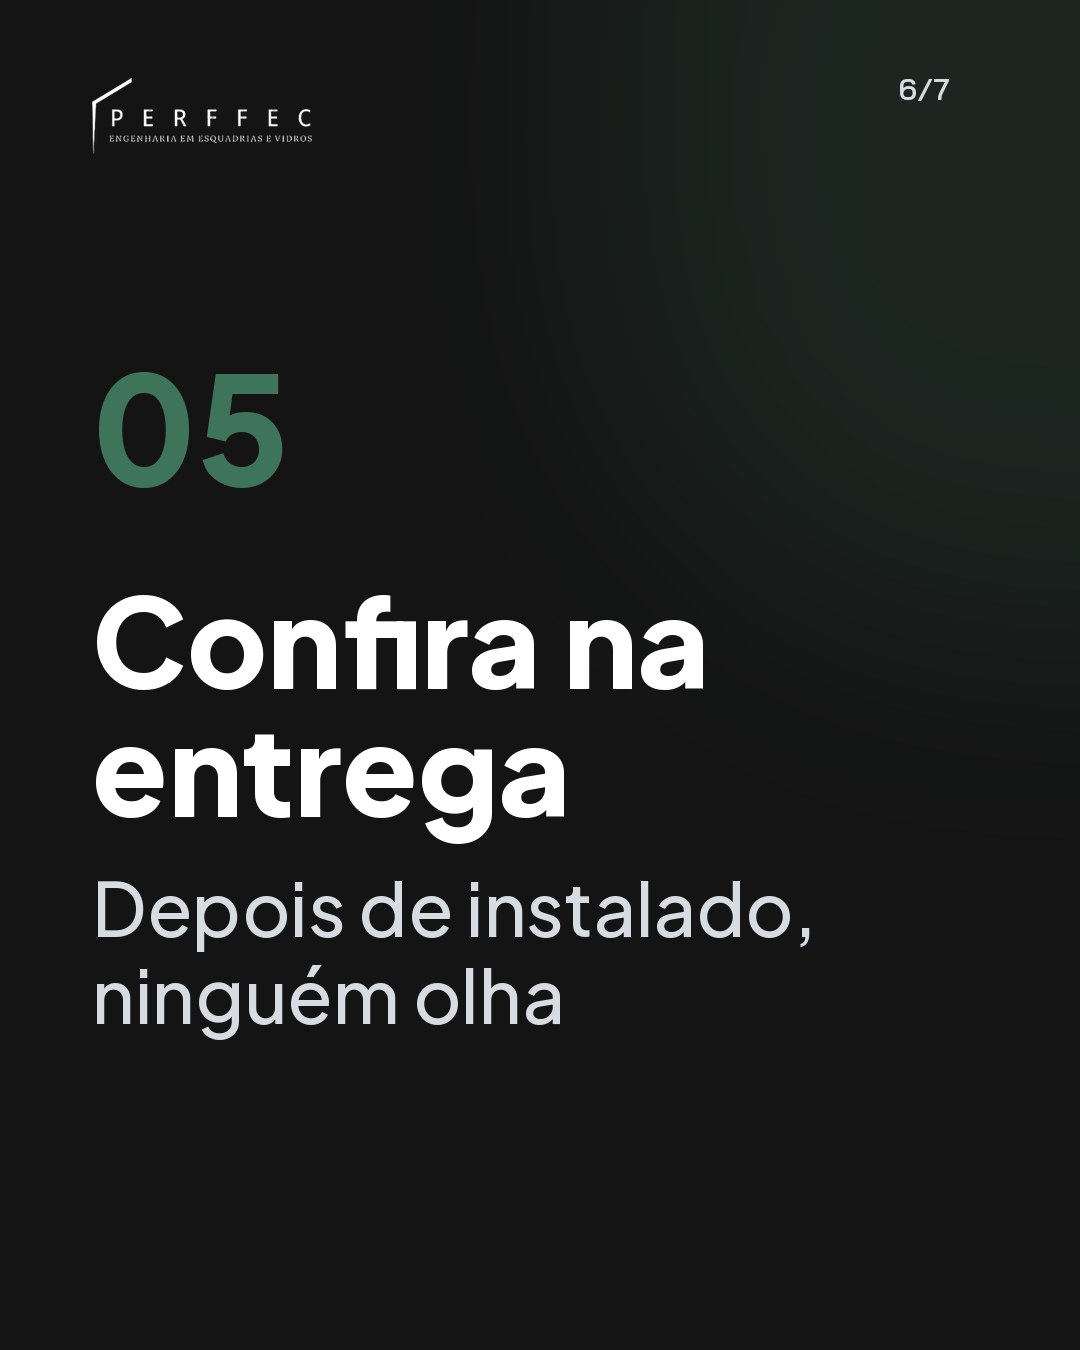 PERFFEC
ENGENHARIA EM ESQUADRIAS E VIDROS
6/7
05
Confira na
entrega
Depois de instalado,
ninguém olha